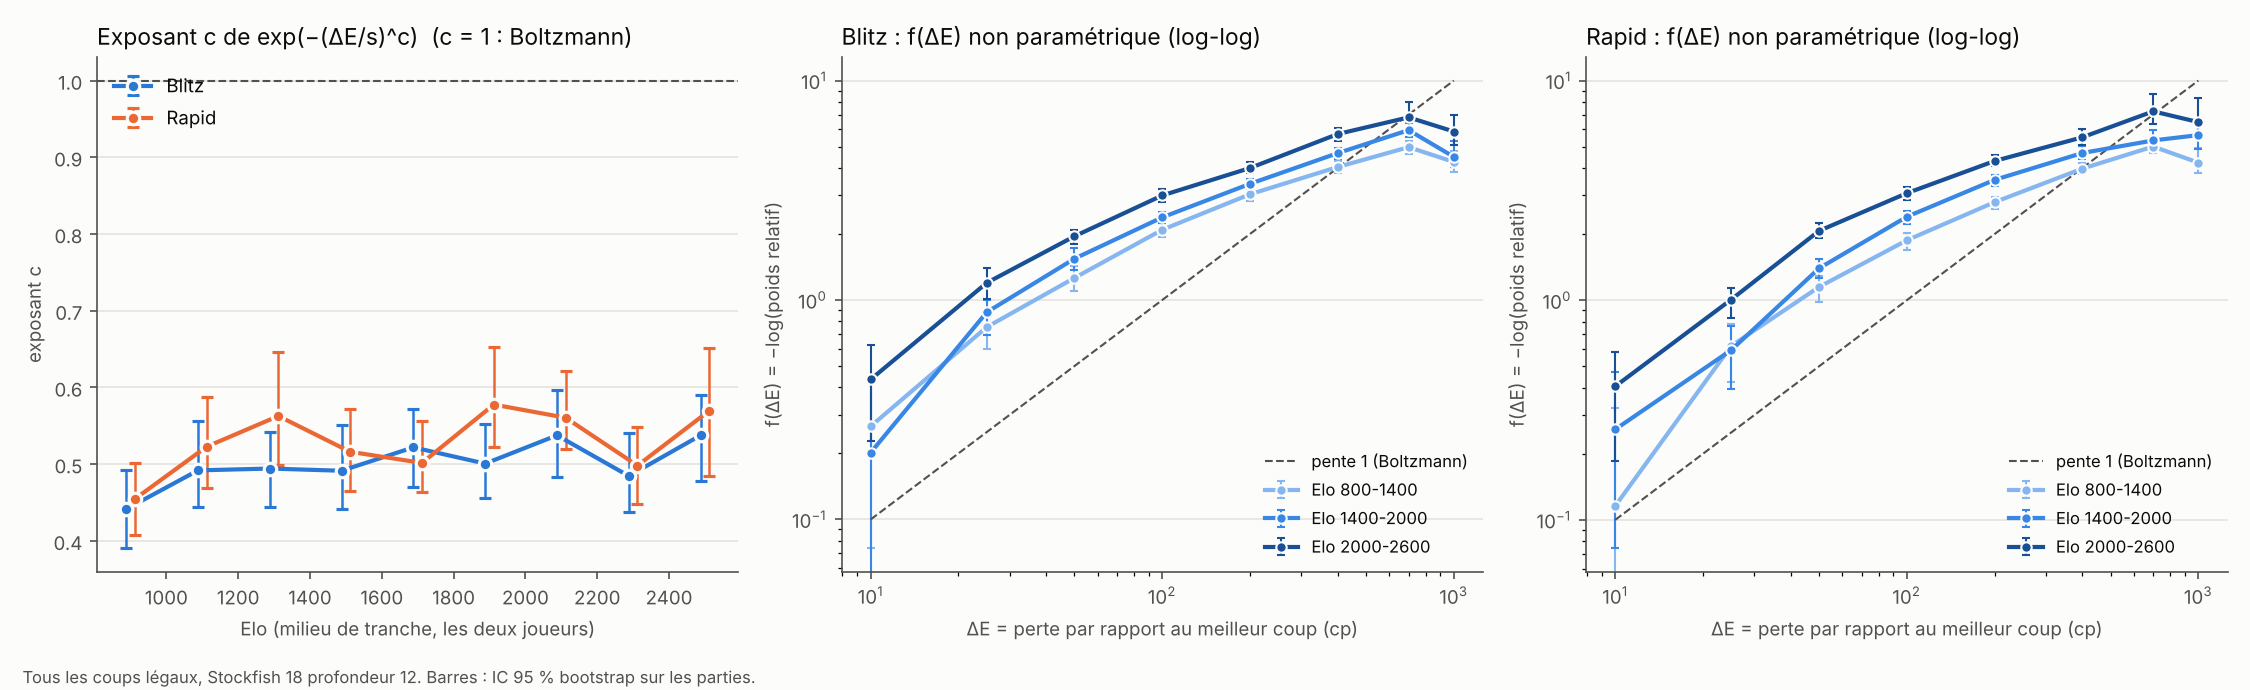 Exposant c de exp(−(ΔE/s)^c)  (c = 1 : Boltzmann)
1.0
0.9
0.8
0.7
0.6
0.5
0.4
exposant c
Blitz
Rapid
1000 1200 1400 1600 1800 2000 2200 2400
Elo (milieu de tranche, les deux joueurs)
Blitz : f(ΔE) non paramétrique (log-log)
10¹
10⁰
10⁻¹
f(ΔE) = −log(poids relatif)
pente 1 (Boltzmann)
Elo 800-1400
Elo 1400-2000
Elo 2000-2600
10¹ 10² 10³
ΔE = perte par rapport au meilleur coup (cp)
Rapid : f(ΔE) non paramétrique (log-log)
10¹
10⁰
10⁻¹
f(ΔE) = −log(poids relatif)
pente 1 (Boltzmann)
Elo 800-1400
Elo 1400-2000
Elo 2000-2600
10¹ 10² 10³
ΔE = perte par rapport au meilleur coup (cp)
Tous les coups légaux, Stockfish 18 profondeur 12. Barres : IC 95 % bootstrap sur les parties.